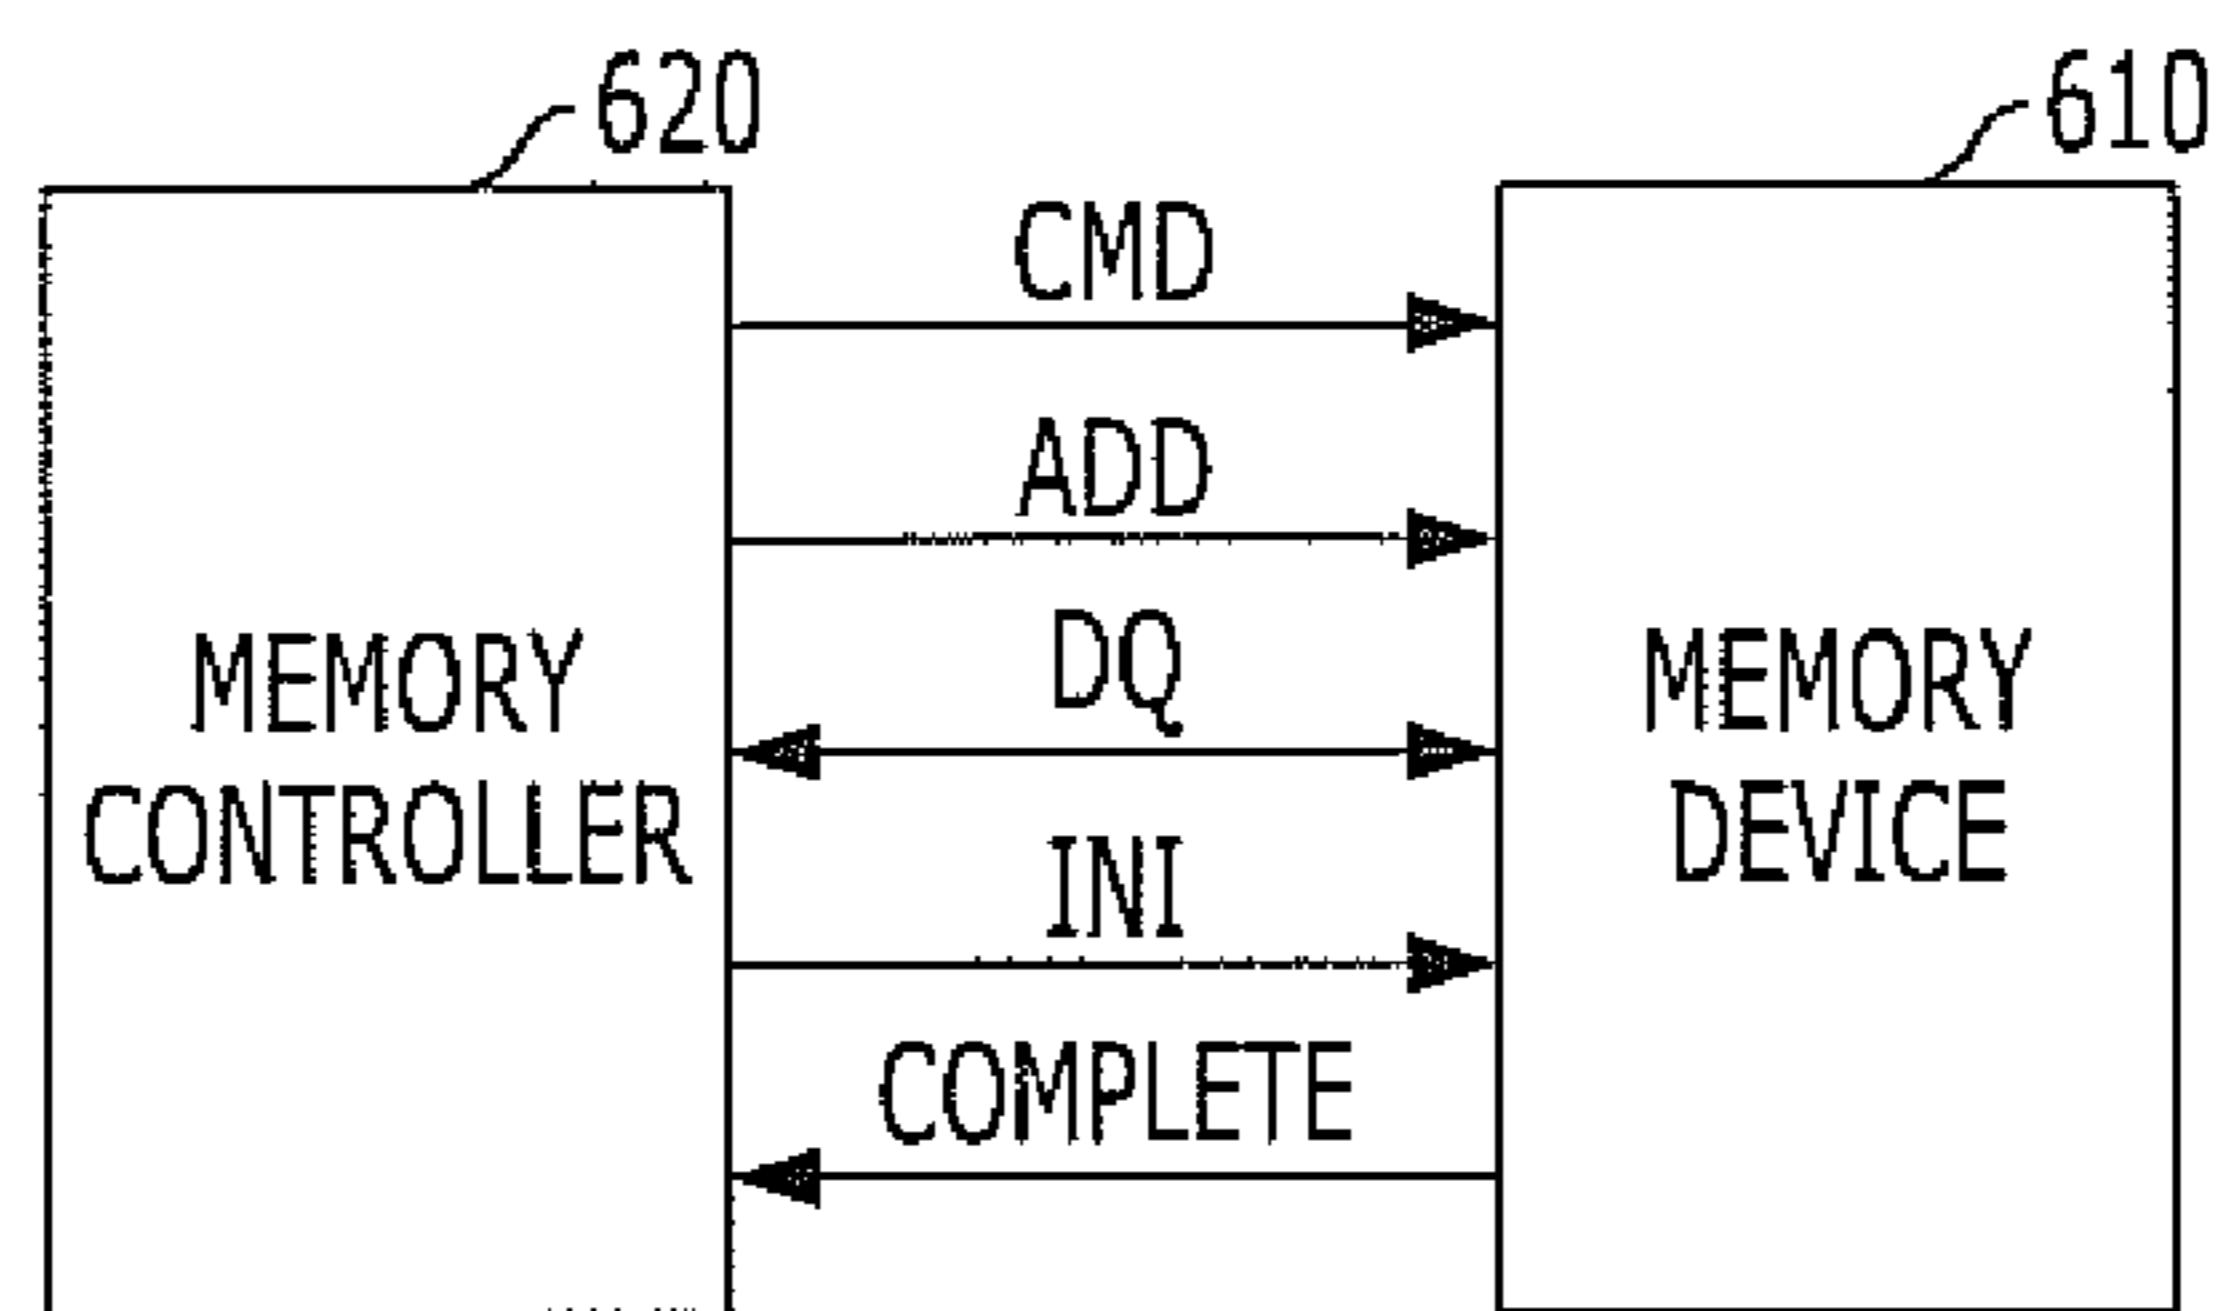 620
610
CMD
ADD
DQ
INI
COMPLETE
MEMORY
CONTROLLER
MEMORY
DEVICE